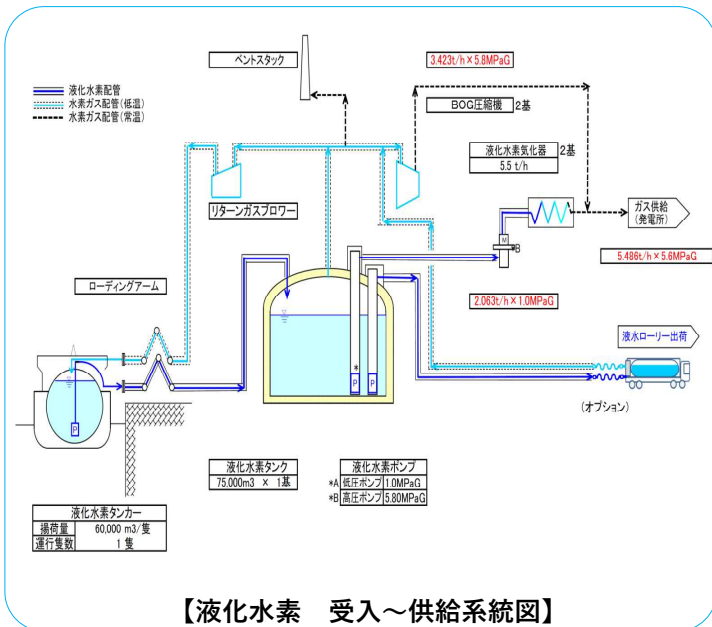 ベントスタック
3.423t/h×5.8MPaG
液化水素配管
水素ガス配管(低温)
水素ガス配管(常温)
BOG圧縮機 2基
液化水素気化器 2基
5.5 t/h
リターンガスブロワー
ガス供給
(発電所)
M
*B
5.486t/h×5.6MPaG
ローディングアーム
2.063t/h×1.0MPaG
液水ローリー出荷
*
P P
P
(オプション)
液化水素タンク
75,000m3 × 1基
液化水素ポンプ
*A 低圧ポンプ 1.0MPaG
*B 高圧ポンプ 5.80MPaG
液化水素タンカー
揚荷量 60,000 m3/隻
運行隻数 1 隻
【液化水素 受入～供給系統図】